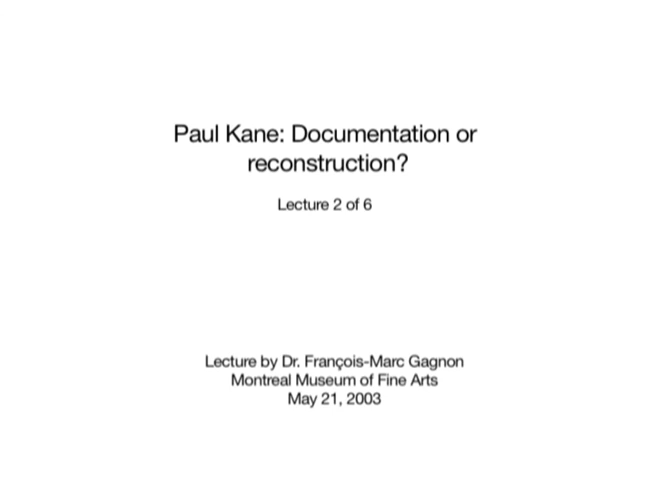 Paul Kane: Documentation or
reconstruction?
Lecture 2 of 6
Lecture by Dr. François-Marc Gagnon
Montreal Museum of Fine Arts
May 21, 2003